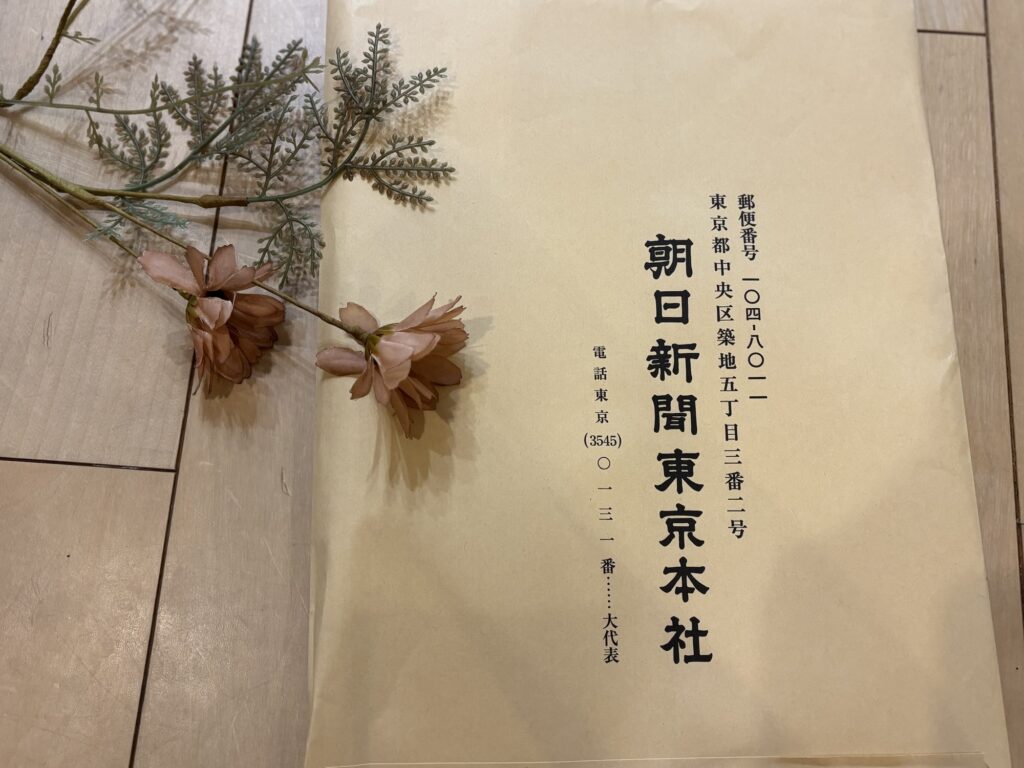 郵便番号 一〇四-八〇一一
東京都中央区築地五丁目三番二号
朝日新聞東京本社
電話東京(3545)〇一三一番……大代表